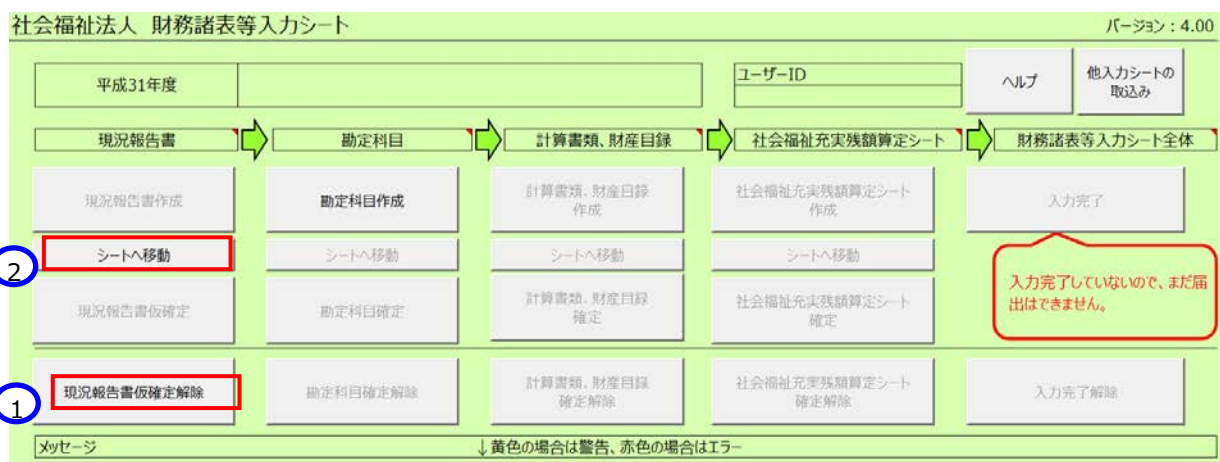 社会福祉法人 財務諸表等入力シート
バージョン：4.00
平成31年度
ユーザーID
ヘルプ
他入力シートの
取込み
現況報告書
勘定科目
計算書類、財産目録
社会福祉充実残額算定シート
財務諸表等入力シート全体
現況報告書作成
勘定科目作成
計算書類、財産目録
作成
社会福祉充実残額算定シート
作成
入力完了
2
シートへ移動
シートへ移動
シートへ移動
シートへ移動
入力完了していないので、まだ届
出はできません。
現況報告書仮確定
勘定科目確定
計算書類、財産目録
確定
社会福祉充実残額算定シート
確定
1
現況報告書仮確定解除
勘定科目確定解除
計算書類、財産目録
確定解除
社会福祉充実残額算定シート
確定解除
入力完了解除
メッセージ
↓黄色の場合は警告、赤色の場合はエラー